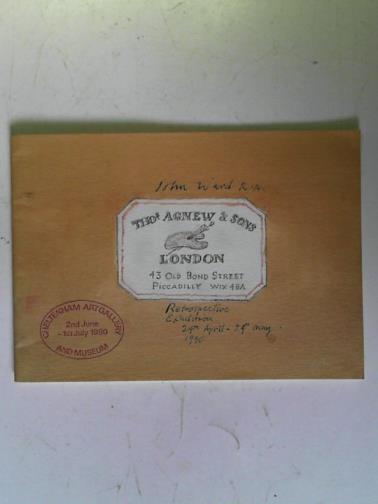 John Ward R.A.
THOS AGNEW & SONS
LONDON
43 OLD BOND STREET
PICCADILLY W1X 4BA
Retrospective
Exhibition
24th April - 25th May
1990
CHELTENHAM ART GALLERY
2nd June
- 1st July 1990
AND MUSEUM